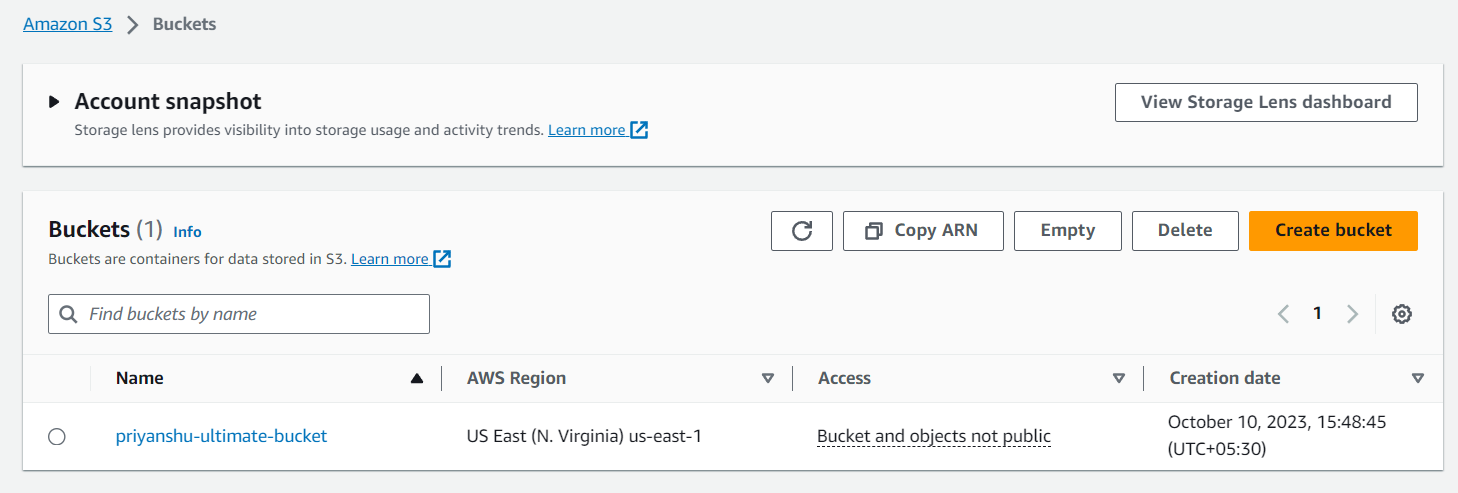 Amazon S3 > Buckets
Account snapshot
View Storage Lens dashboard
Storage lens provides visibility into storage usage and activity trends. Learn more
Buckets (1) Info
Copy ARN
Empty
Delete
Create bucket
Buckets are containers for data stored in S3. Learn more
Find buckets by name
1
Name
AWS Region
Access
Creation date
priyanshu-ultimate-bucket
US East (N. Virginia) us-east-1
Bucket and objects not public
October 10, 2023, 15:48:45
(UTC+05:30)